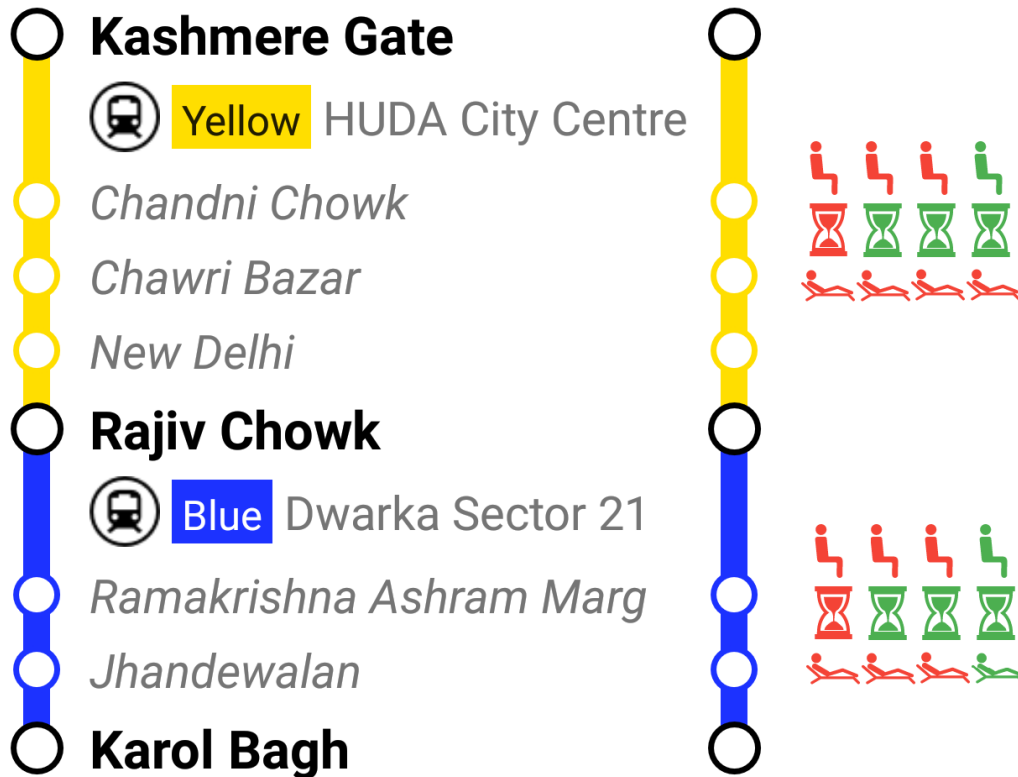 Kashmere Gate
Yellow HUDA City Centre
Chandni Chowk
Chawri Bazar
New Delhi
Rajiv Chowk
Blue Dwarka Sector 21
Ramakrishna Ashram Marg
Jhandewalan
Karol Bagh